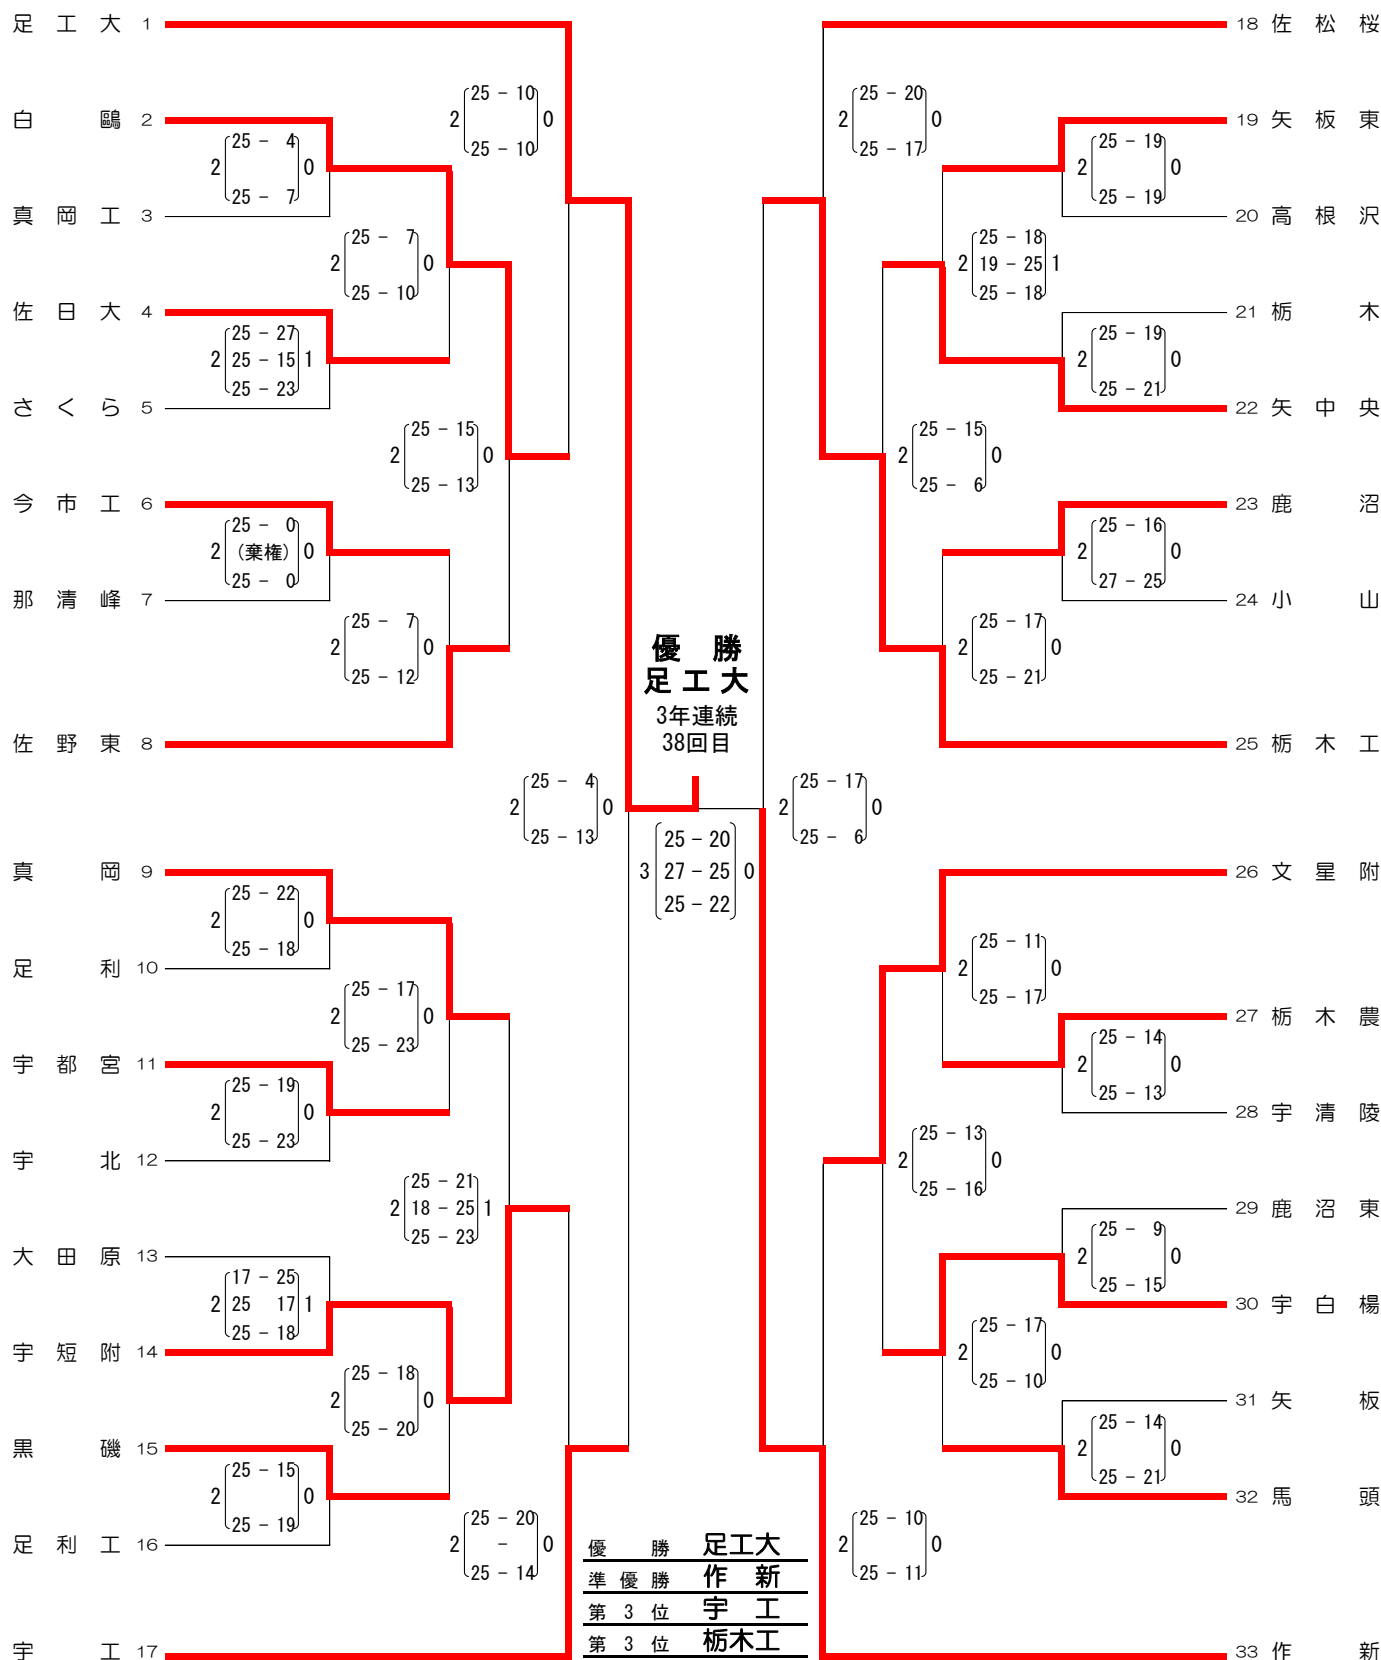 足工大 1
白鷗 2
真岡工 3
佐日大 4
さくら 5
今市工 6
那清峰 7
佐野東 8
真岡 9
足利 10
宇都宮 11
宇北 12
大田原 13
宇短附 14
黒磯 15
足利工 16
宇工 17
2 25 - 4 0
25 - 7
2 25 - 27 1
25 - 15
25 - 23
2 25 - 0 0
(棄権)
25 - 0
2 25 - 22 0
25 - 18
2 25 - 19 0
25 - 23
2 17 - 25 1
25 17
25 - 18
2 25 - 15 0
25 - 19
2 25 - 7 0
25 - 10
2 25 - 7 0
25 - 12
2 25 - 17 0
25 - 23
2 25 - 18 0
25 - 20
2 25 - 15 0
25 - 13
2 25 - 21 1
18 - 25
25 - 23
2 25 - 10 0
25 - 10
2 25 - 20 0
-
25 - 14
2 25 - 4 0
25 - 13
優勝
足工大
3年連続
38回目
3 25 - 20 0
27 - 25
25 - 22
2 25 - 17 0
25 - 6
2 25 - 20 0
25 - 17
2 25 - 10 0
25 - 11
2 25 - 15 0
25 - 6
2 25 - 13 0
25 - 16
2 25 - 18 1
19 - 25
25 - 18
2 25 - 17 0
25 - 21
2 25 - 11 0
25 - 17
2 25 - 17 0
25 - 10
2 25 - 19 0
25 - 19
2 25 - 19 0
25 - 21
2 25 - 16 0
27 - 25
2 25 - 14 0
25 - 13
2 25 - 9 0
25 - 15
2 25 - 14 0
25 - 21
18 佐松桜
19 矢板東
20 高根沢
21 栃木
22 矢中央
23 鹿沼
24 小山
25 栃木工
26 文星附
27 栃木農
28 宇清陵
29 鹿沼東
30 宇白楊
31 矢板
32 馬頭
33 作新
優勝 足工大
準優勝 作新
第3位 宇工
第3位 栃木工